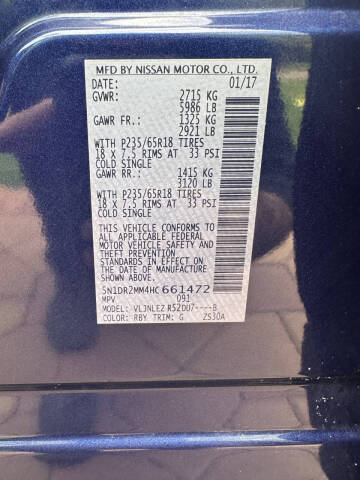 MFD BY NISSAN MOTOR CO., LTD.
DATE: 01/17
GVWR: 2715 KG
5986 LB
GAWR FR.: 1325 KG
2921 LB
WITH P235/65R18 TIRES
18 X 7.5 RIMS AT 33 PSI
COLD SINGLE
GAWR RR.: 1415 KG
3120 LB
WITH P235/65R18 TIRES
18 X 7.5 RIMS AT 33 PSI
COLD SINGLE
THIS VEHICLE CONFORMS TO
ALL APPLICABLE FEDERAL
MOTOR VEHICLE SAFETY AND
THEFT PREVENTION
STANDARDS IN EFFECT ON
THE DATE OF MANUFACTURE
SHOWN ABOVE.
5N1DR2MM4HC661472
MPV 091
MODEL: VLJNLEZ R52DU7----B
COLOR: RBY TRIM: G ZS30A